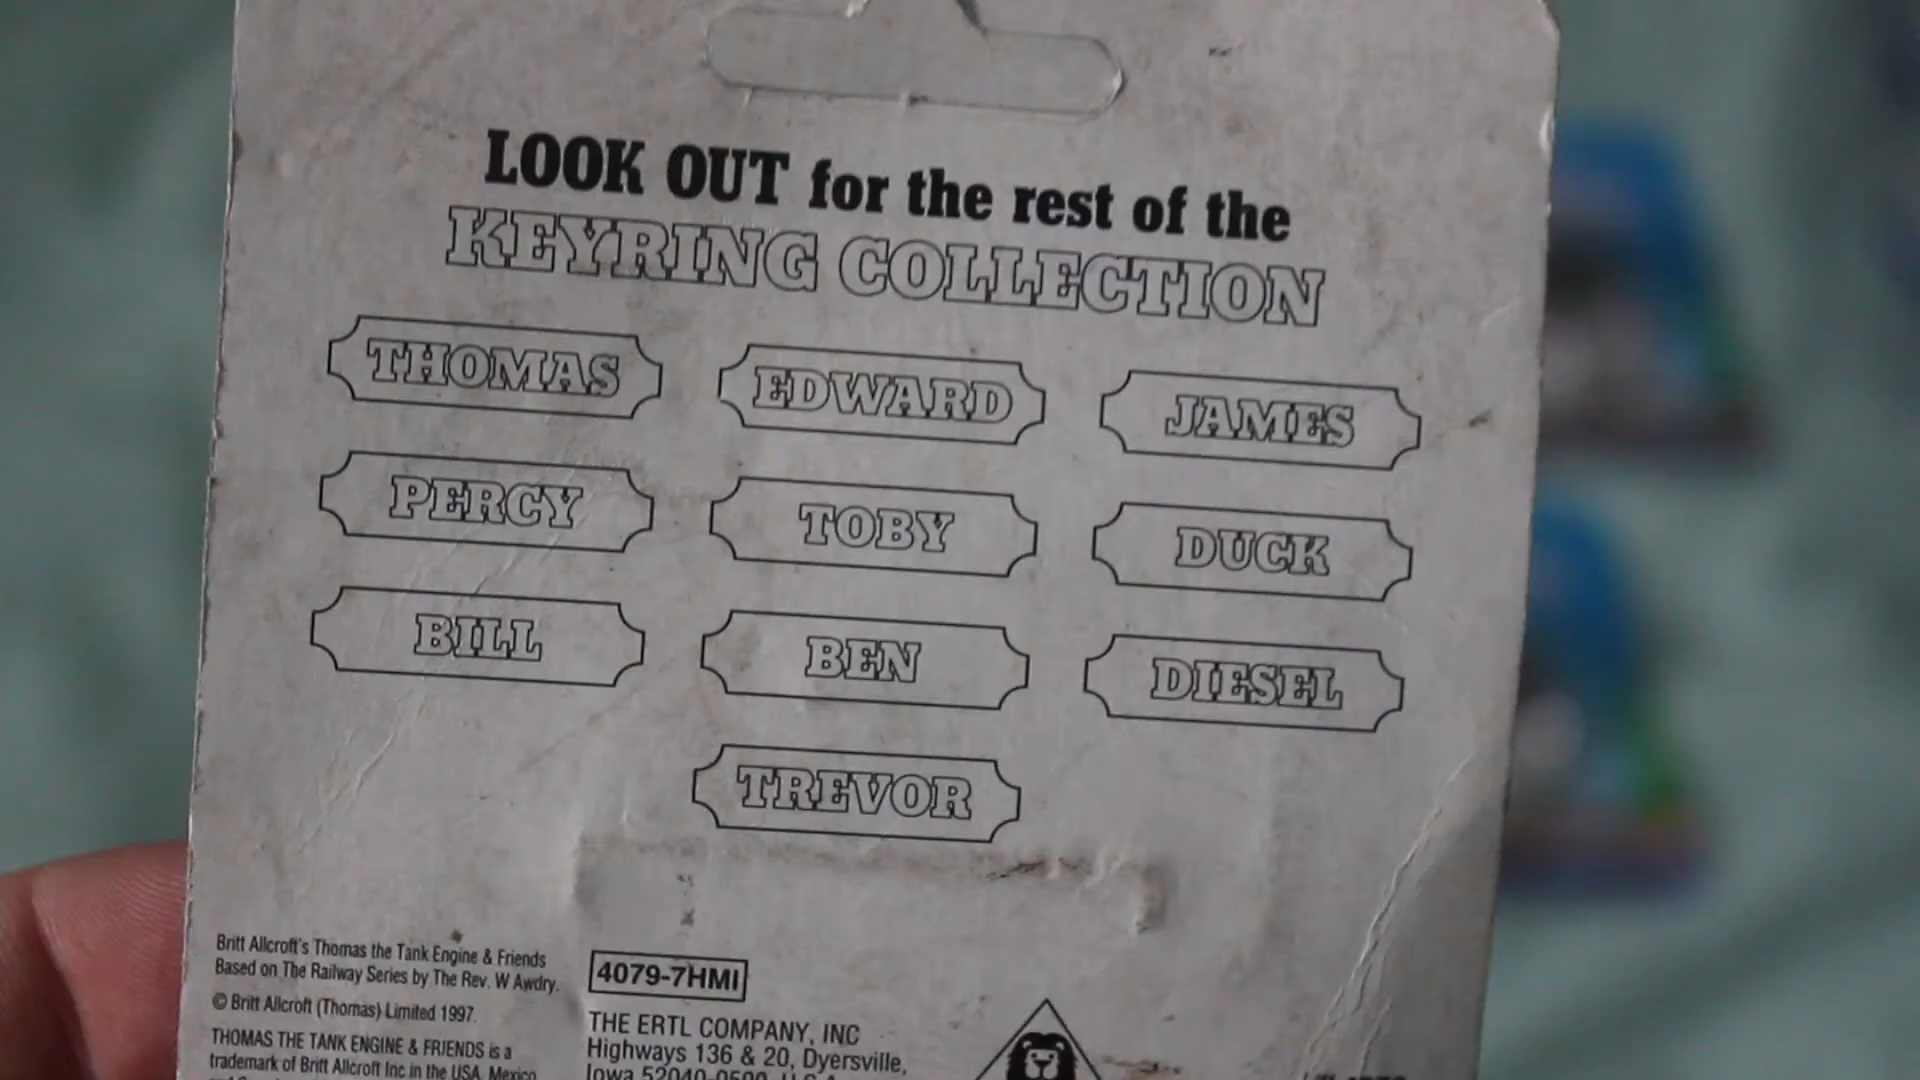 LOOK OUT for the rest of the
KEYRING COLLECTION
THOMAS
EDWARD
JAMES
PERCY
TOBY
DUCK
BILL
BEN
DIESEL
TREVOR
Britt Allcroft's Thomas the Tank Engine & Friends
Based on The Railway Series by The Rev. W Awdry.
© Britt Allcroft (Thomas) Limited 1997.
THOMAS THE TANK ENGINE & FRIENDS is a
trademark of Britt Allcroft Inc in the USA, Mexico
4079-7HMI
THE ERTL COMPANY, INC
Highways 136 & 20, Dyersville,
Iowa 52040-0500, U.S.A.